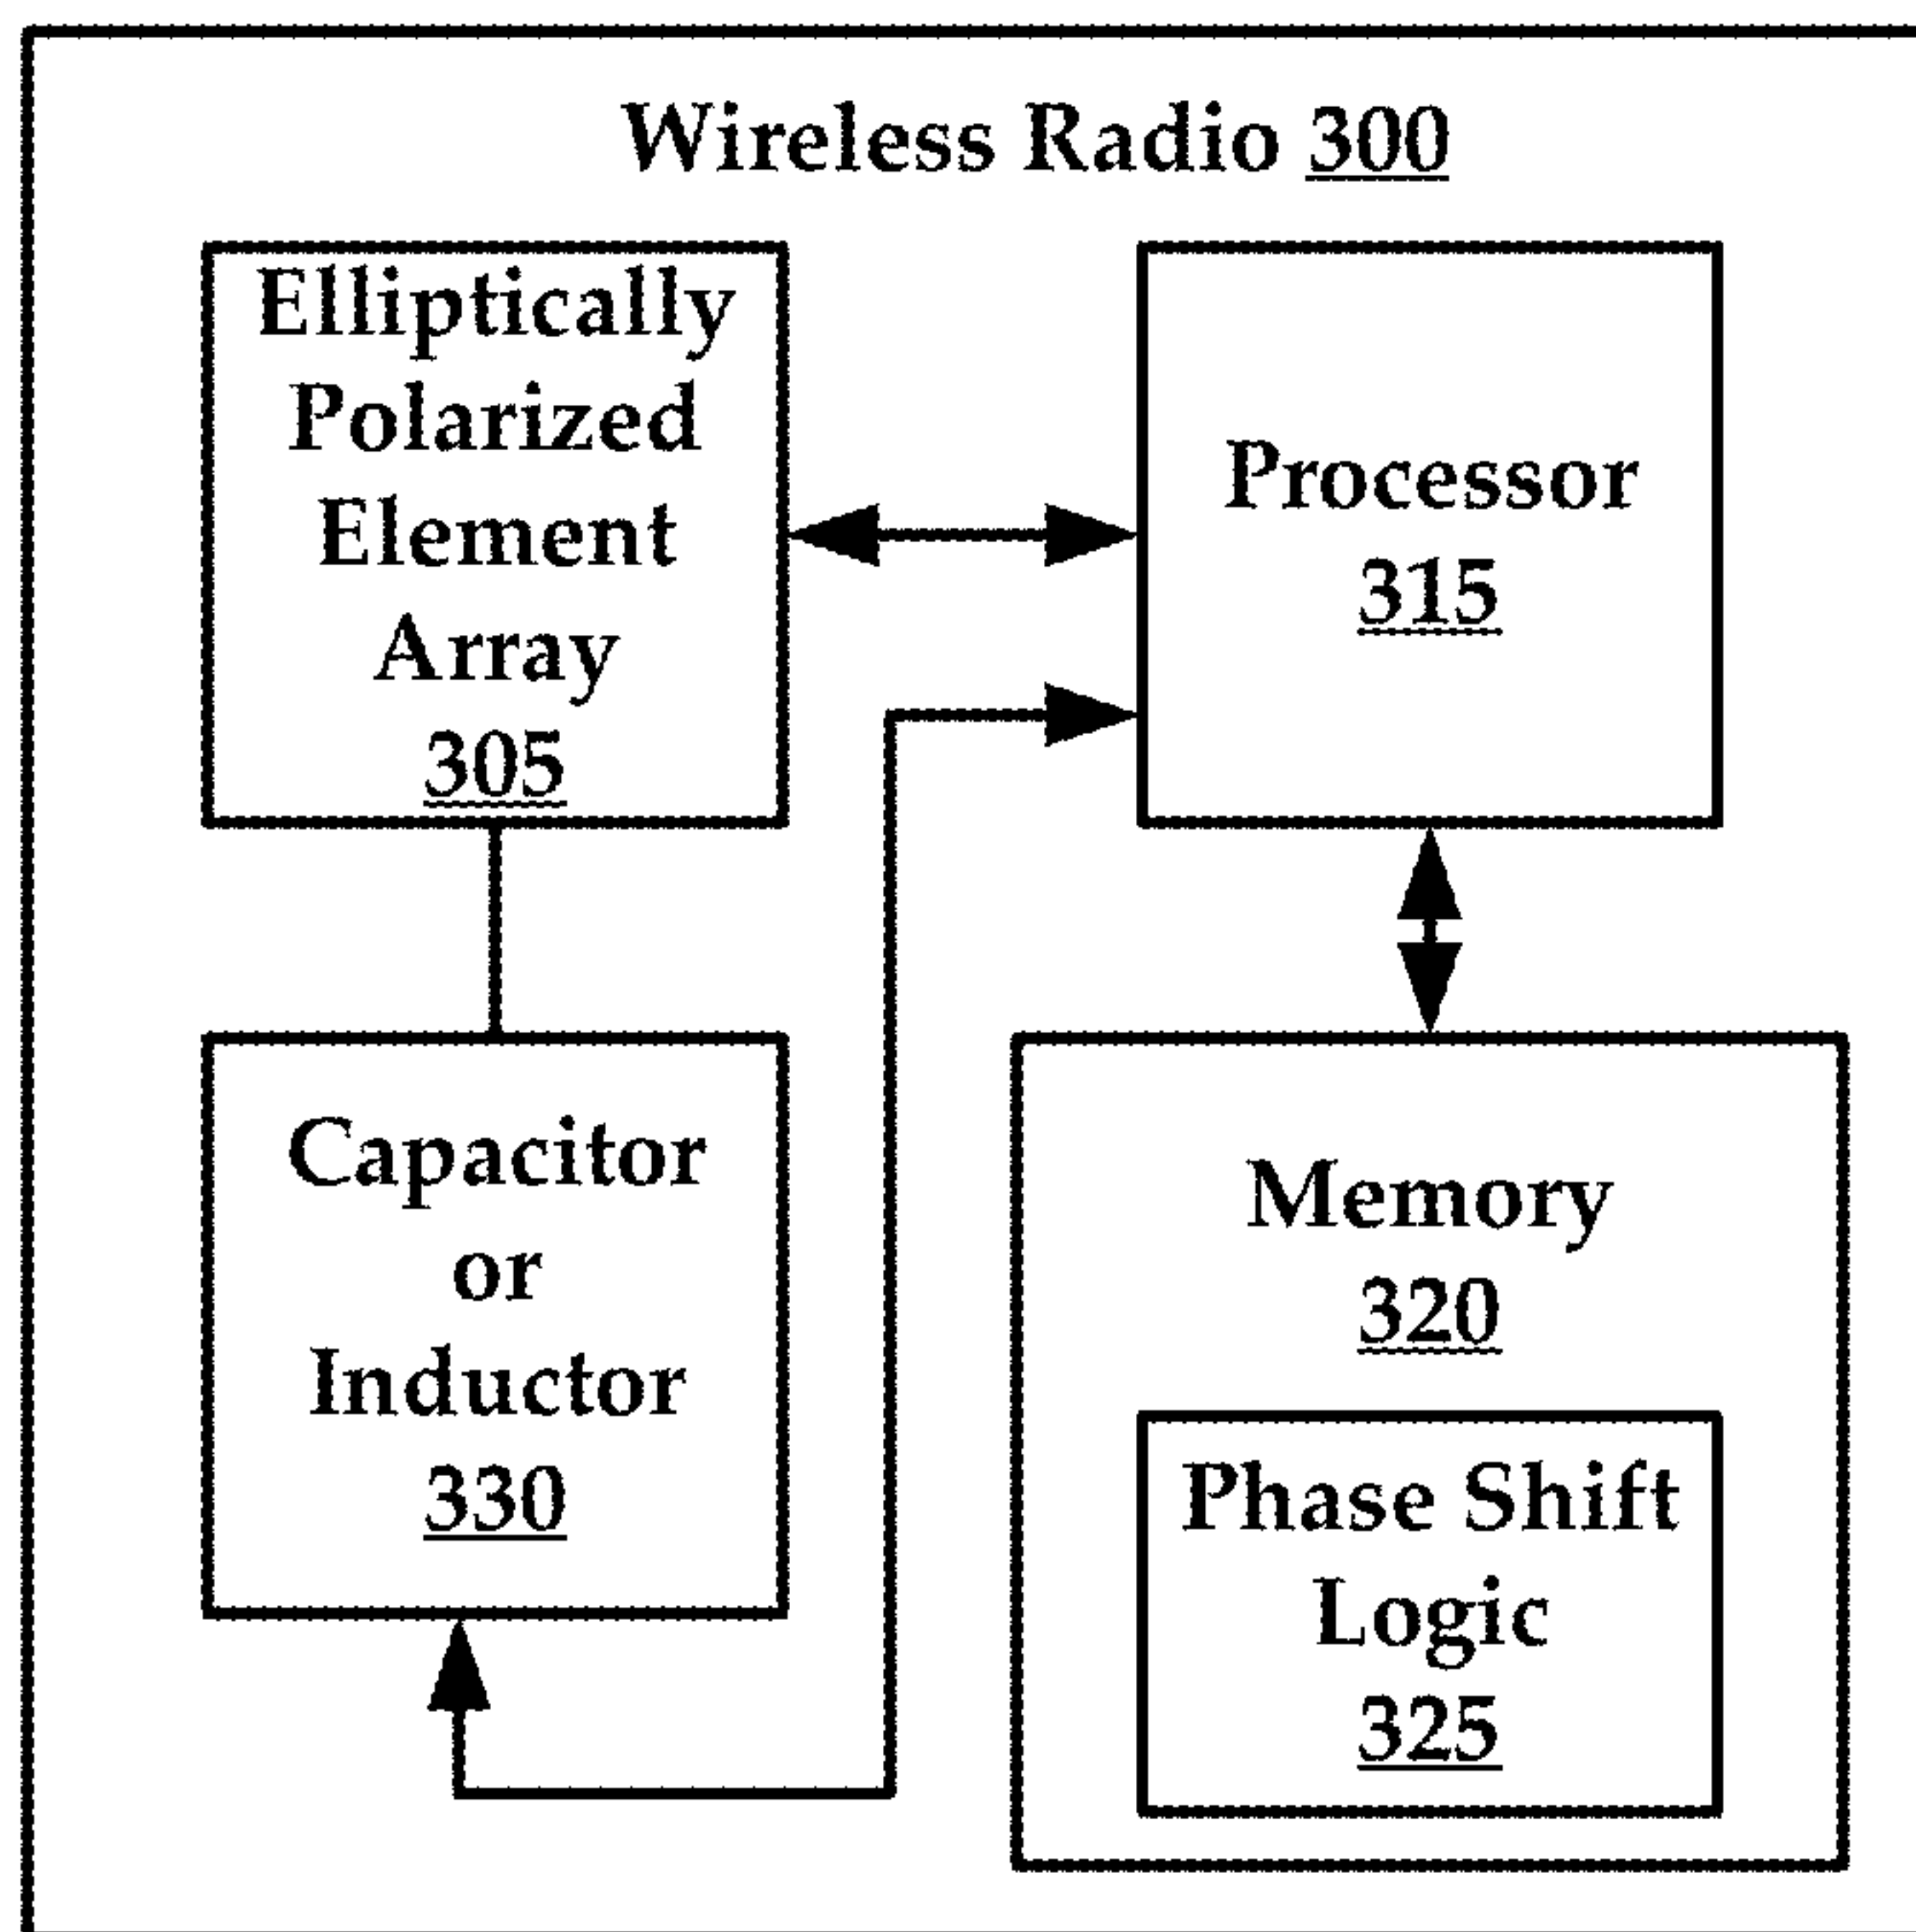 Wireless Radio 300
Elliptically
Polarized
Element
Array
305
Processor
315
Capacitor
or
Inductor
330
Memory
320
Phase Shift
Logic
325